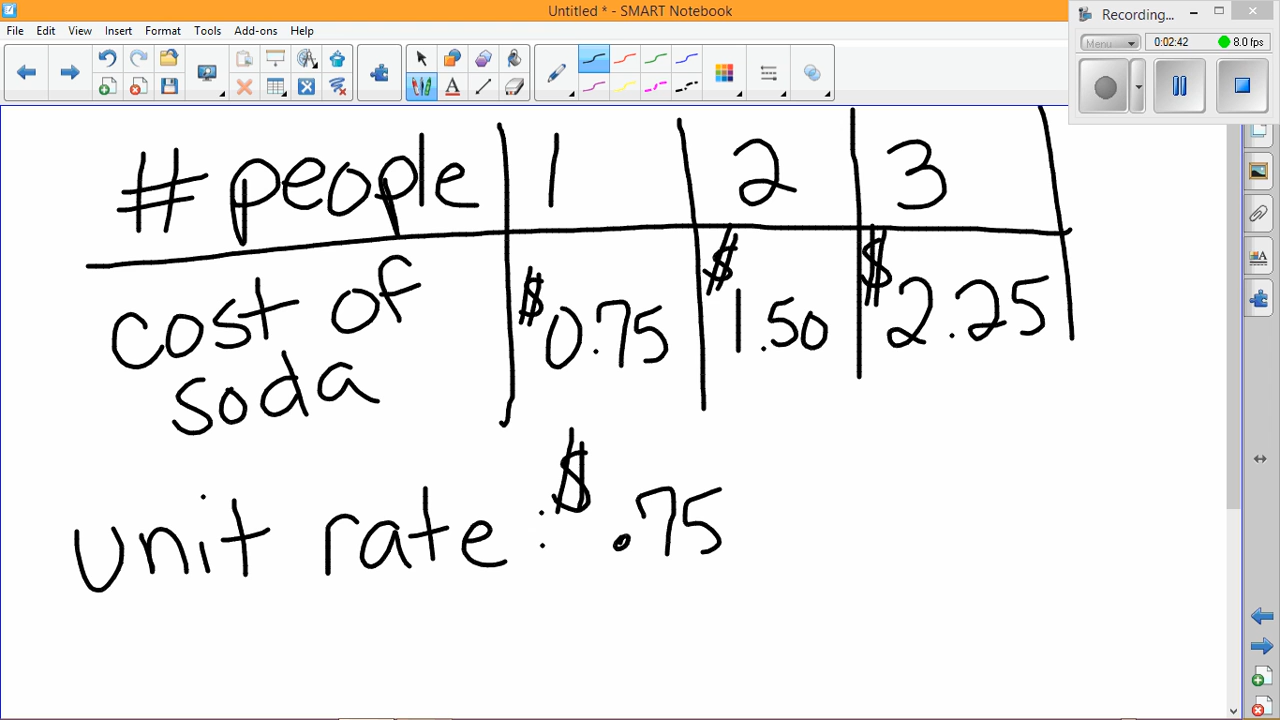 Untitled * - SMART Notebook
Recording...
File Edit View Insert Format Tools Add-ons Help
Menu 0:02:42 8.0 fps
# people 1 2 3
cost of soda $0.75 $1.50 $2.25
unit rate: $.75